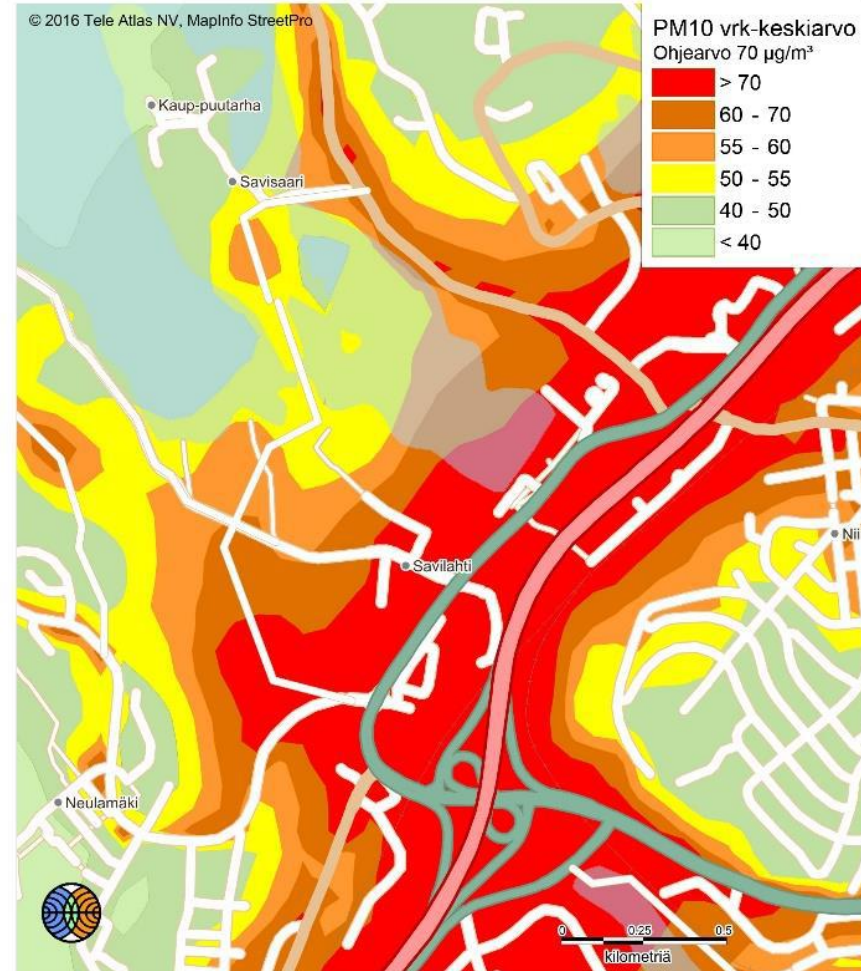 © 2016 Tele Atlas NV, MapInfo StreetPro
PM10 vrk-keskiarvo
Ohjearvo 70 µg/m³
> 70
60 - 70
55 - 60
50 - 55
40 - 50
< 40
Kaup-puutarha
Savisaari
Nii
Savilahti
Neulamäki
0 0.25 0.5
kilometriä